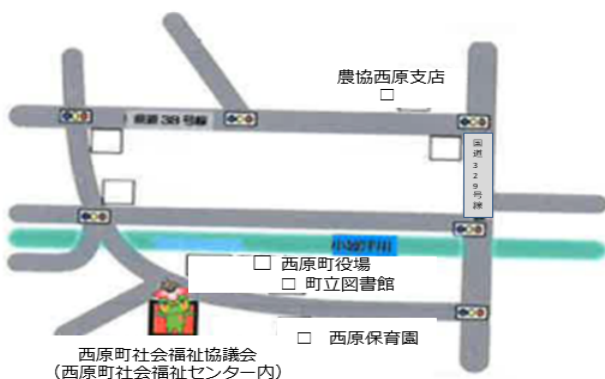 農協西原支店
県道38号線
国道329号線
小波津川
西原町役場
町立図書館
西原保育園
西原町社会福祉協議会
(西原町社会福祉センター内)